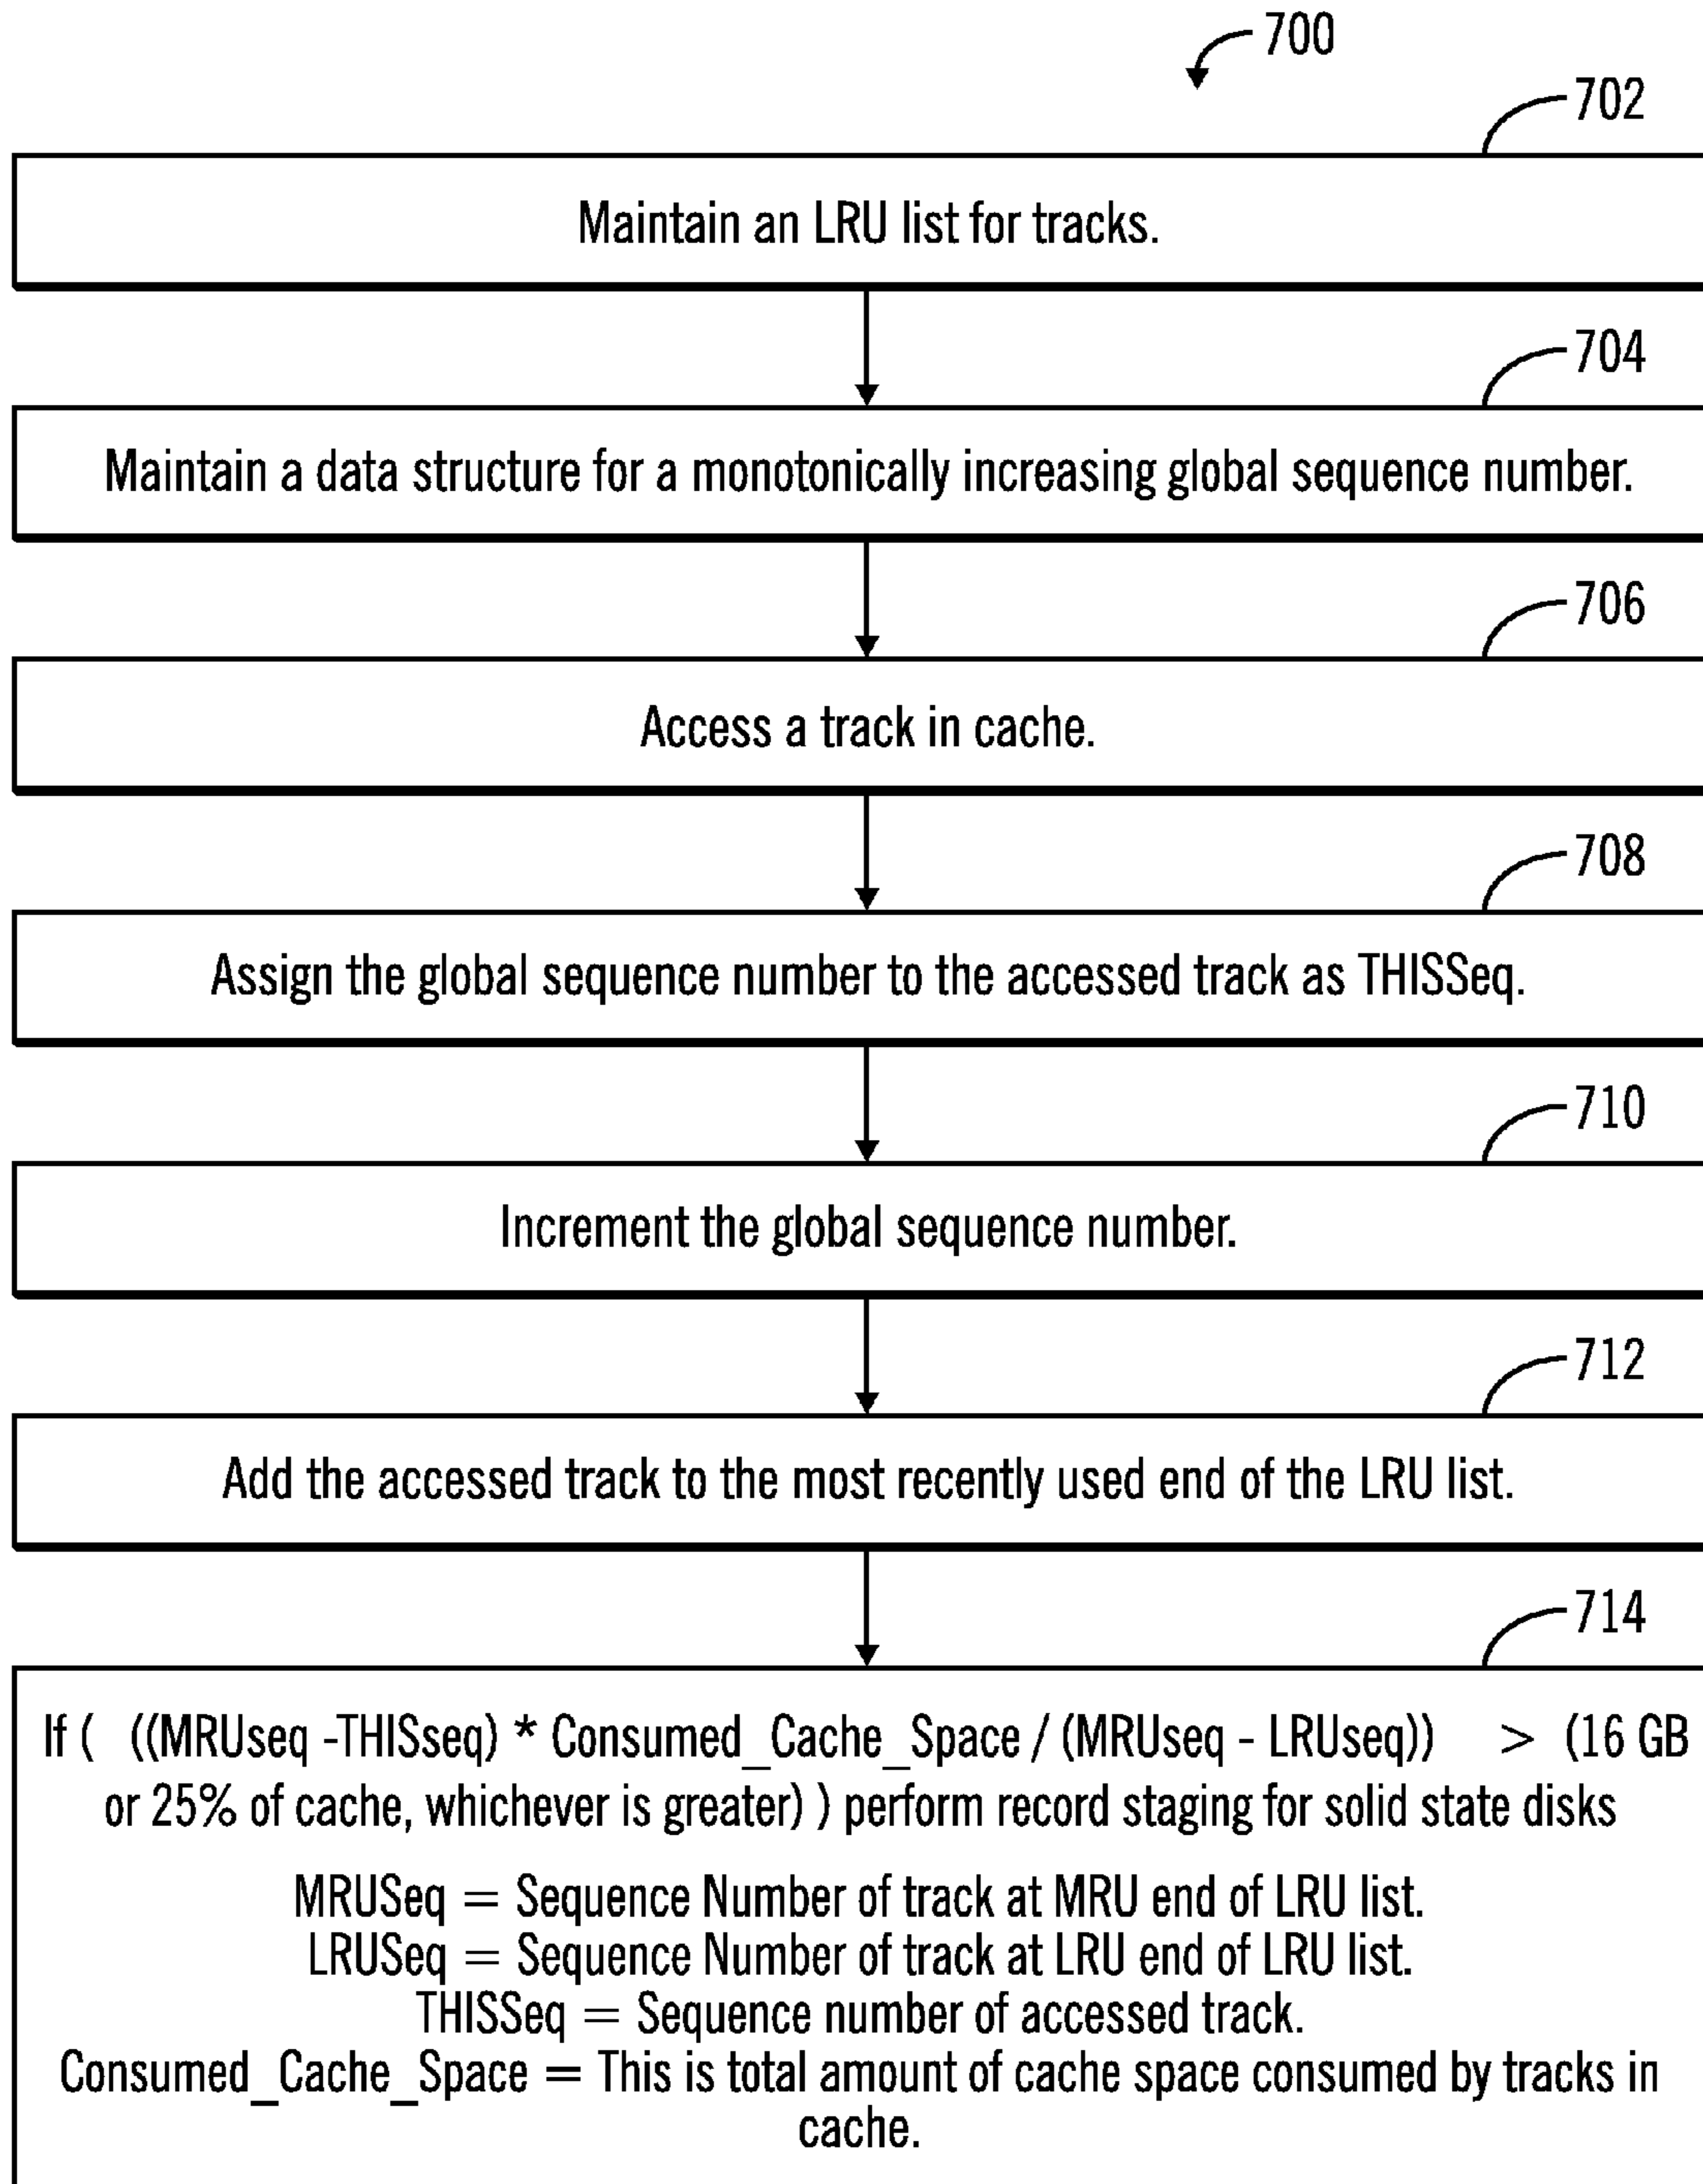 700
702
Maintain an LRU list for tracks.
704
Maintain a data structure for a monotonically increasing global sequence number.
706
Access a track in cache.
708
Assign the global sequence number to the accessed track as THISSeq.
710
Increment the global sequence number.
712
Add the accessed track to the most recently used end of the LRU list.
714
If ( ((MRUseq -THISseq) * Consumed_Cache_Space / (MRUseq - LRUseq)) > (16 GB
or 25% of cache, whichever is greater) ) perform record staging for solid state disks
MRUSeq = Sequence Number of track at MRU end of LRU list.
LRUSeq = Sequence Number of track at LRU end of LRU list.
THISSeq = Sequence number of accessed track.
Consumed_Cache_Space = This is total amount of cache space consumed by tracks in
cache.